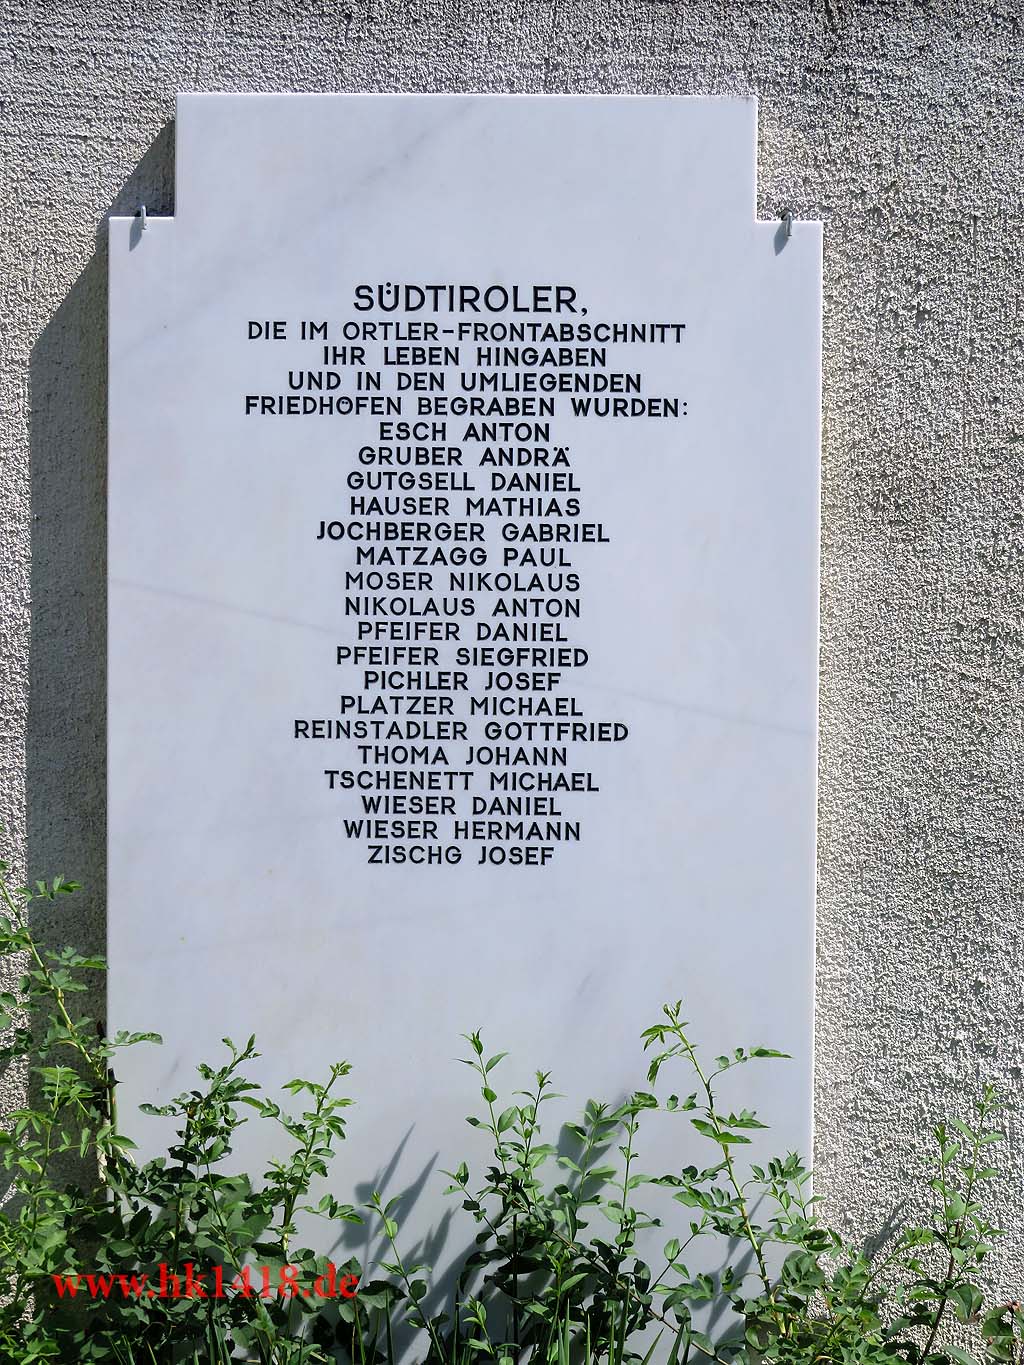 SÜDTIROLER,
DIE IM ORTLER-FRONTABSCHNITT
IHR LEBEN HINGABEN
UND IN DEN UMLIEGENDEN
FRIEDHÖFEN BEGRABEN WURDEN:
ESCH ANTON
GRUBER ANDRÄ
GUTGSELL DANIEL
HAUSER MATHIAS
JOCHBERGER GABRIEL
MATZAGG PAUL
MOSER NIKOLAUS
NIKOLAUS ANTON
PFEIFER DANIEL
PFEIFER SIEGFRIED
PICHLER JOSEF
PLATZER MICHAEL
REINSTADLER GOTTFRIED
THOMA JOHANN
TSCHENETT MICHAEL
WIESER DANIEL
WIESER HERMANN
ZISCHG JOSEF
www.hk1418.de